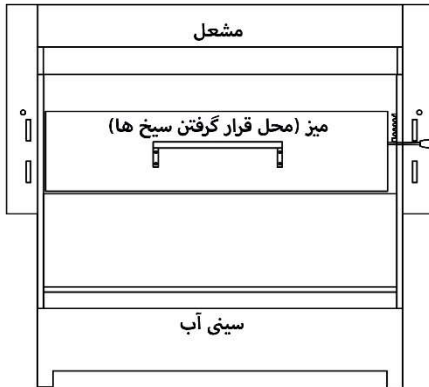 مشعل
میز (محل قرار گرفتن سیخ ها)
سینی آب